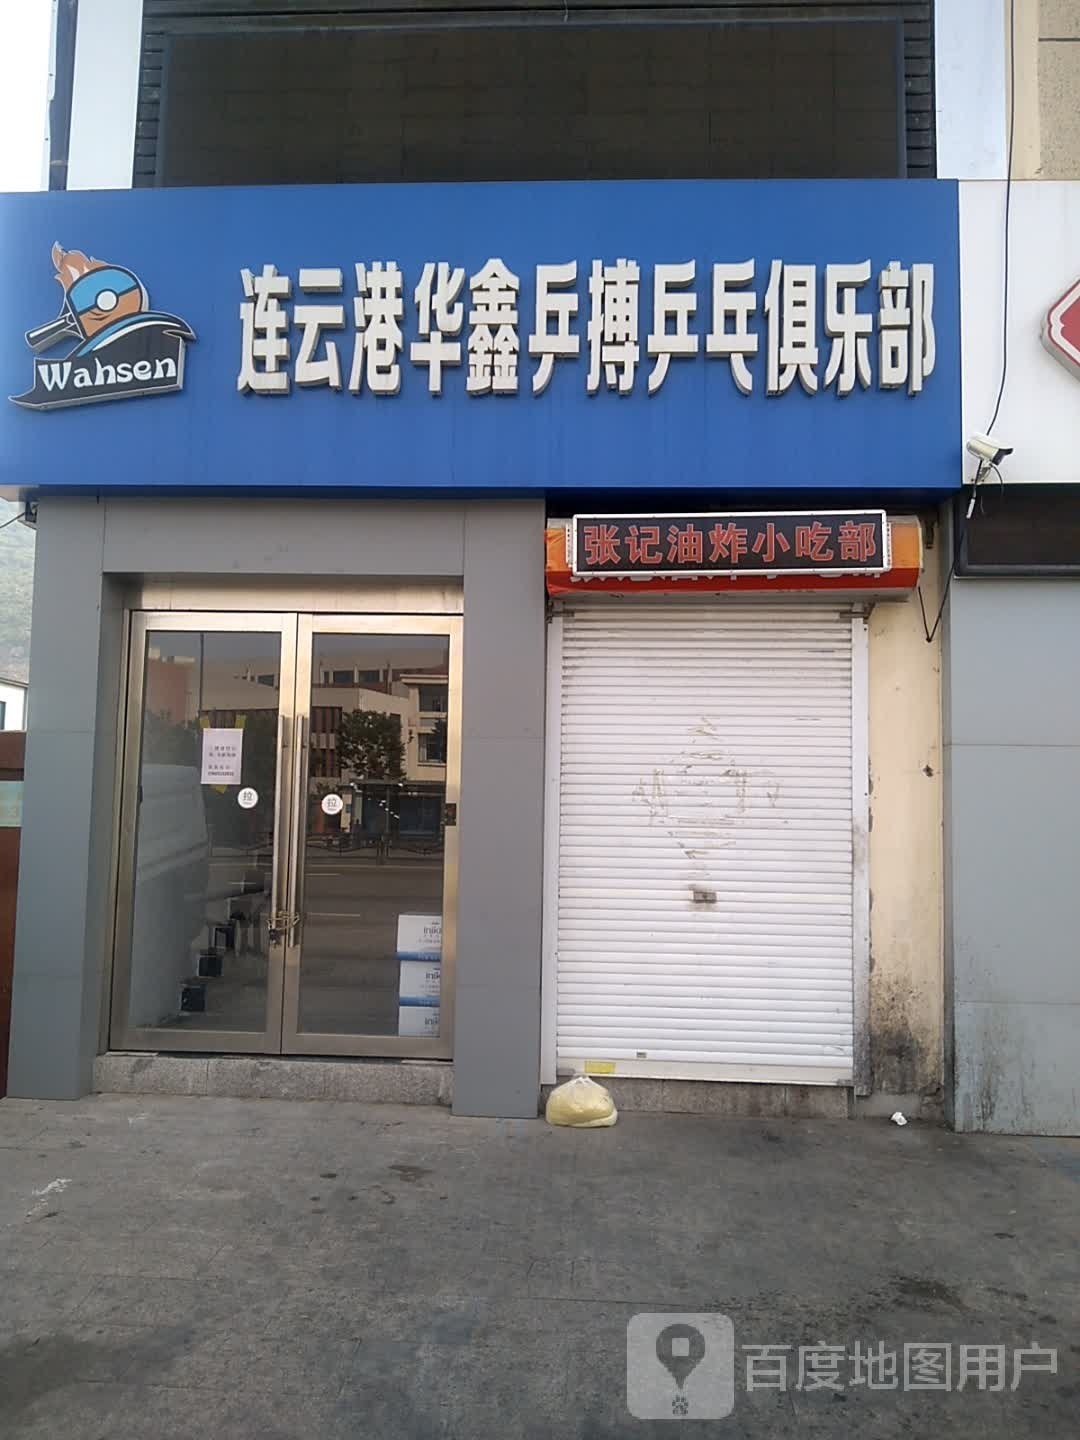 连云港华鑫乒搏乒乓俱乐部
Wahsen
张记油炸小吃部
拉
拉
百度地图用户